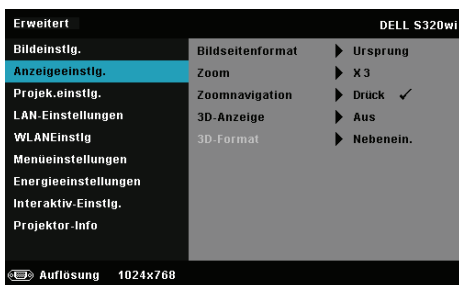 Erweitert DELL S320wi
Bildeinstlg. Bildseitenformat Ursprung
Anzeigeeinstlg. Zoom X3
Projek.einstlg. Zoomnavigation Drück ✓
LAN-Einstellungen 3D-Anzeige Aus
WLANEinstlg 3D-Format Nebenein.
Menüeinstellungen
Energieeinstellungen
Interaktiv-Einstlg.
Projektor-Info
Auflösung 1024x768